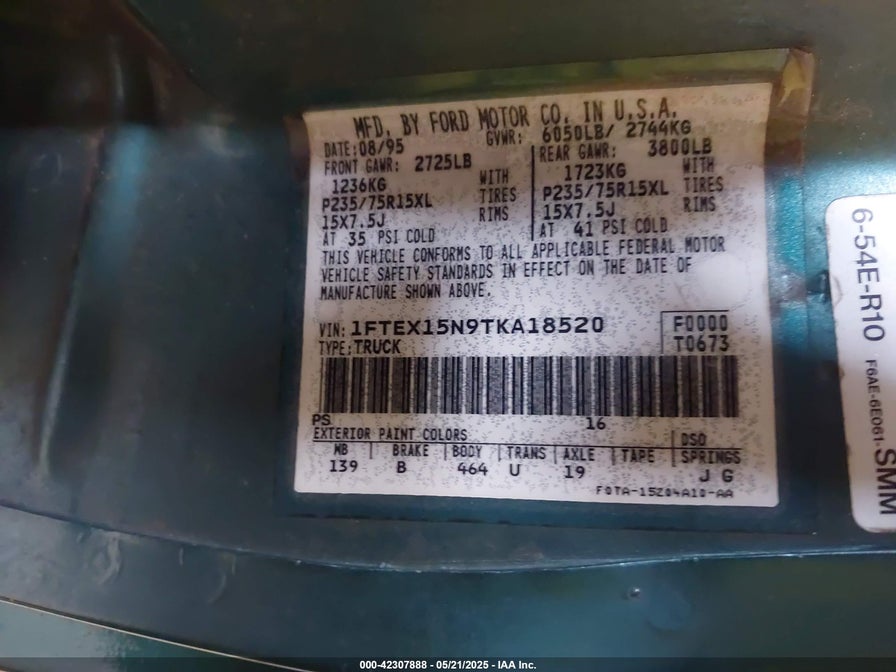 MFD. BY FORD MOTOR CO. IN U.S.A.
DATE: 08/95 GVWR: 6050LB/ 2744KG
FRONT GAWR: 2725LB REAR GAWR: 3800LB
1236KG WITH 1723KG WITH
P235/75R15XL TIRES P235/75R15XL TIRES
15X7.5J RIMS 15X7.5J RIMS
AT 35 PSI COLD AT 41 PSI COLD
THIS VEHICLE CONFORMS TO ALL APPLICABLE FEDERAL MOTOR
VEHICLE SAFETY STANDARDS IN EFFECT ON THE DATE OF
MANUFACTURE SHOWN ABOVE.
VIN: 1FTEX15N9TKA18520 F0000
TYPE: TRUCK T0673
PS 16
EXTERIOR PAINT COLORS DSO
WB BRAKE BODY TRANS AXLE TAPE SPRINGS
139 B 464 U 19 J G
F0TA-15Z04A10-AA
6-54E-R10
F6AE-6E061-SMM
000-42307888 - 05/21/2025 - IAA Inc.